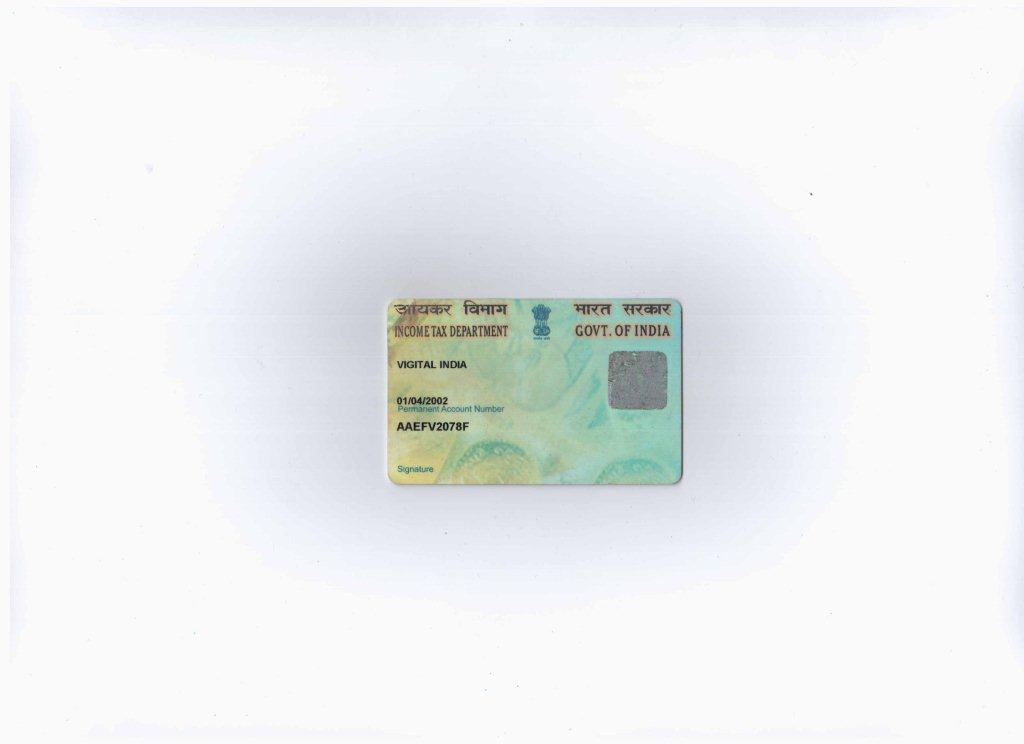 आयकर विभाग
INCOME TAX DEPARTMENT
भारत सरकार
GOVT. OF INDIA
VIGITAL INDIA
01/04/2002
Permanent Account Number
AAEFV2078F
Signature